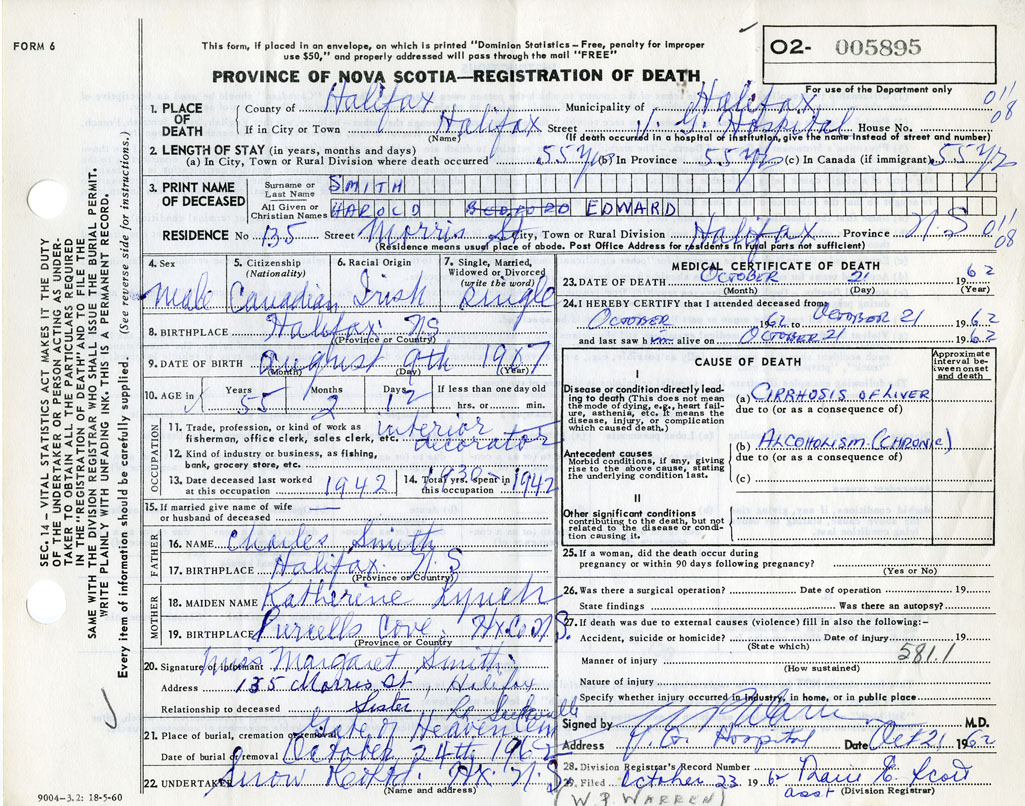 FORM 6
This form, if placed in an envelope, on which is printed "Dominion Statistics – Free, penalty for improper
use $50," and properly addressed will pass through the mail "FREE"
O2- 005895
For use of the Department only
PROVINCE OF NOVA SCOTIA—REGISTRATION OF DEATH
1. PLACE OF DEATH County of Halifax Municipality of Halifax 011
If in City or Town Halifax Street V. G. Hospital House No. 08
(Name) (If death occurred in a hospital or institution, give name instead of street and number)
2. LENGTH OF STAY (in years, months and days)
(a) In City, Town or Rural Division where death occurred 55 yrs (b) In Province 55 yrs (c) In Canada (if immigrant) 55 yrs
3. PRINT NAME OF DECEASED Surname or Last Name SMITH
All Given or Christian Names HAROLD EDWARD
RESIDENCE No 135 Street Morris St City, Town or Rural Division Halifax Province N.S 011 08
(Residence means usual place of abode. Post Office Address for residents in rural parts not sufficient)
4. Sex 5. Citizenship (Nationality) 6. Racial Origin 7. Single, Married, Widowed or Divorced (write the word)
Male Canadian Irish Single
8. BIRTHPLACE Halifax N S
(Province or Country)
9. DATE OF BIRTH August 9th 1907
(Month) (Day) (Year)
10. AGE in Years 55 Months 2 Days 12 If less than one day old hrs. or min.
OCCUPATION
11. Trade, profession, or kind of work as fisherman, office clerk, sales clerk, etc. interior decorator
12. Kind of industry or business, as fishing, bank, grocery store, etc.
13. Date deceased last worked at this occupation 1942 14. Total yrs. spent in this occupation 1930-1942
15. If married give name of wife or husband of deceased —
FATHER
16. NAME Charles Smith
17. BIRTHPLACE Halifax N. S
(Province or Country)
MOTHER
18. MAIDEN NAME Katherine Lynch
19. BIRTHPLACE Purcells Cove Hx. Co N.S.
(Province or Country)
20. Signature of informant Miss Margaret Smith
Address 135 Morris St, Halifax
Relationship to deceased Sister
21. Place of burial, cremation or removal Gate of Heaven Cem Lr Sackville
Date of burial or removal October 24th 1962
22. UNDERTAKER Snow Hx. N.S
(Name and address)
9004–3.2: 18-5-60
MEDICAL CERTIFICATE OF DEATH
23. DATE OF DEATH OCTOBER 21 1962
(Month) (Day) (Year)
24. I HEREBY CERTIFY that I attended deceased from
OCTOBER 1962 to OCTOBER 21 1962
and last saw h alive on OCTOBER 21 1962
CAUSE OF DEATH
Approximate interval between onset and death
I
Disease or condition directly leading to death (This does not mean the mode of dying, e.g., heart failure, asthenia, etc. It means the disease, injury, or complication which caused death.)
(a) CIRRHOSIS OF LIVER
due to (or as a consequence of)
Antecedent causes
Morbid conditions, if any, giving rise to the above cause, stating the underlying condition last.
(b) ALCOHOLISM (CHRONIC)
due to (or as a consequence of)
(c)
II
Other significant conditions
contributing to the death, but not related to the disease or condition causing it.
25. If a woman, did the death occur during
pregnancy or within 90 days following pregnancy?
(Yes or No)
26. Was there a surgical operation? Date of operation 19
State findings Was there an autopsy?
27. If death was due to external causes (violence) fill in also the following:–
Accident, suicide or homicide? Date of injury 19
(State which)
Manner of injury 581.1
(How sustained)
Nature of injury
Specify whether injury occurred in industry, in home, or in public place
Signed by M.D.
Address V.G. Hospital Date Oct 21 1962
28. Division Registrar's Record Number
29. Filed October 23 1962 Marie E. Scott
asst (Division Registrar)
(W. P. WARREN)
SEC. 14 – VITAL STATISTICS ACT MAKES IT THE DUTY
OF THE UNDERTAKER OR PERSON ACTING AS UNDER-
TAKER TO OBTAIN ALL THE PARTICULARS REQUIRED
IN THE "REGISTRATION OF DEATH" AND TO FILE THE
SAME WITH THE DIVISION REGISTRAR WHO SHALL ISSUE THE BURIAL PERMIT.
WRITE PLAINLY WITH UNFADING INK. THIS IS A PERMANENT RECORD.
Every item of information should be carefully supplied. (See reverse side for instructions.)